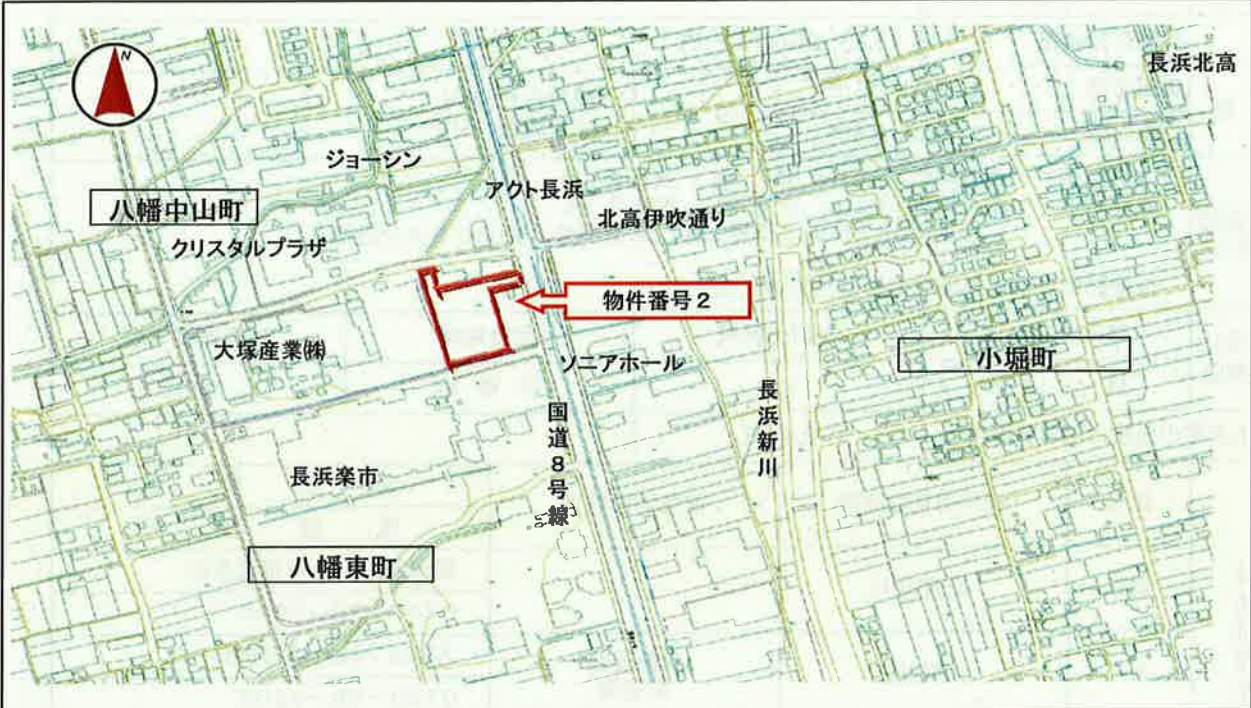 N
長浜北高
ジョーシン
アクト長浜
八幡中山町
北高伊吹通り
クリスタルプラザ
物件番号2
大塚産業㈱
ソニアホール
小堀町
長浜新川
国道8号線
長浜楽市
八幡東町